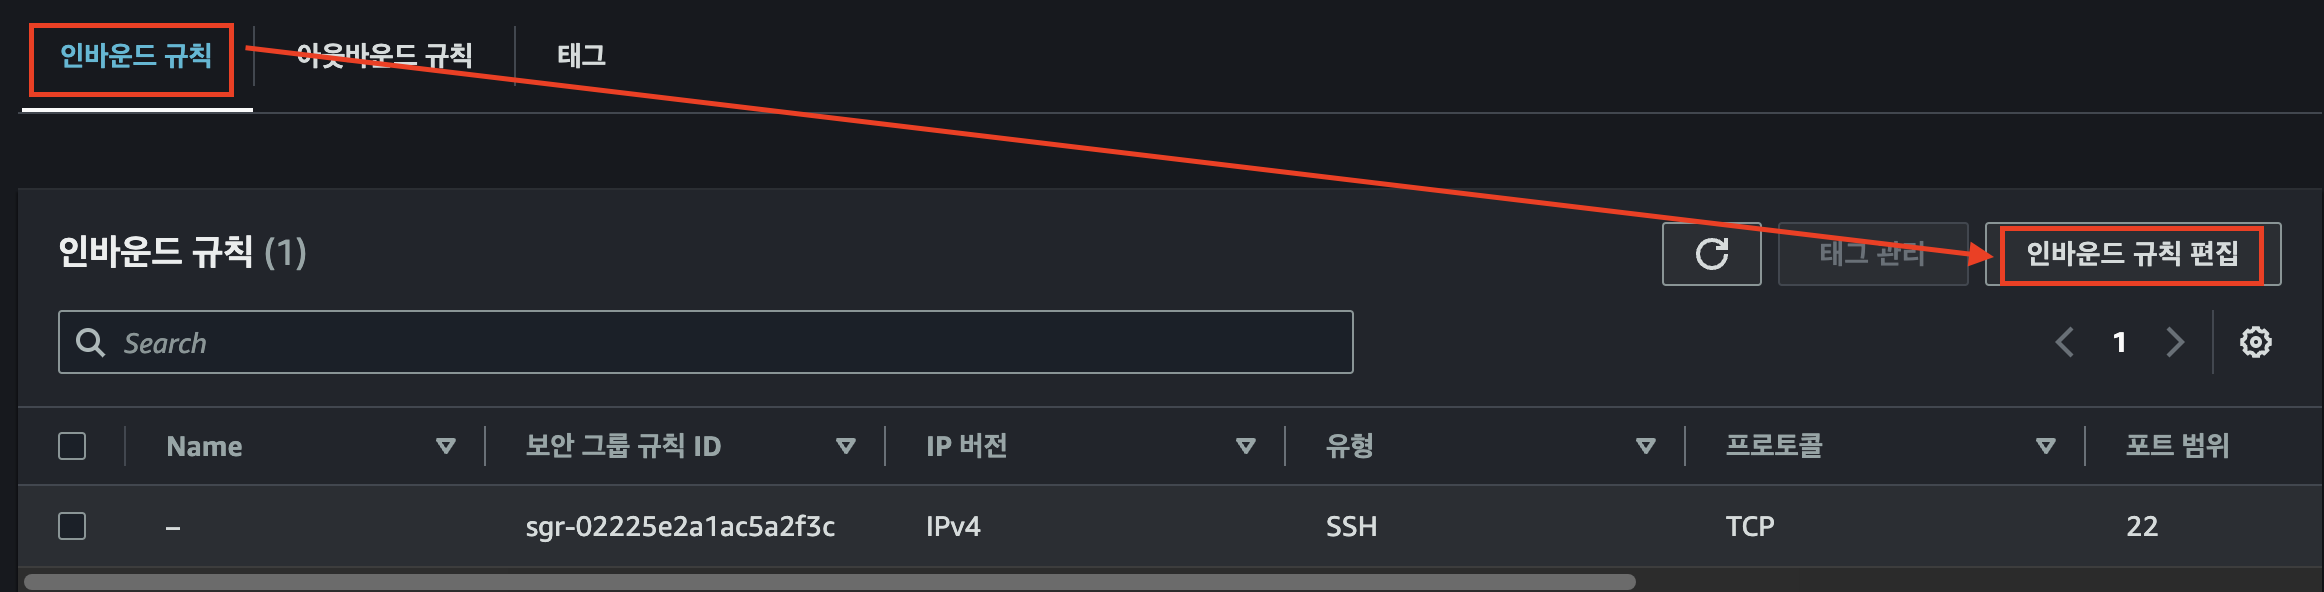 인바운드 규칙 아웃바운드 규칙 태그
인바운드 규칙 (1) 태그 관리 인바운드 규칙 편집
Search 1
Name 보안 그룹 규칙 ID IP 버전 유형 프로토콜 포트 범위
– sgr-02225e2a1ac5a2f3c IPv4 SSH TCP 22